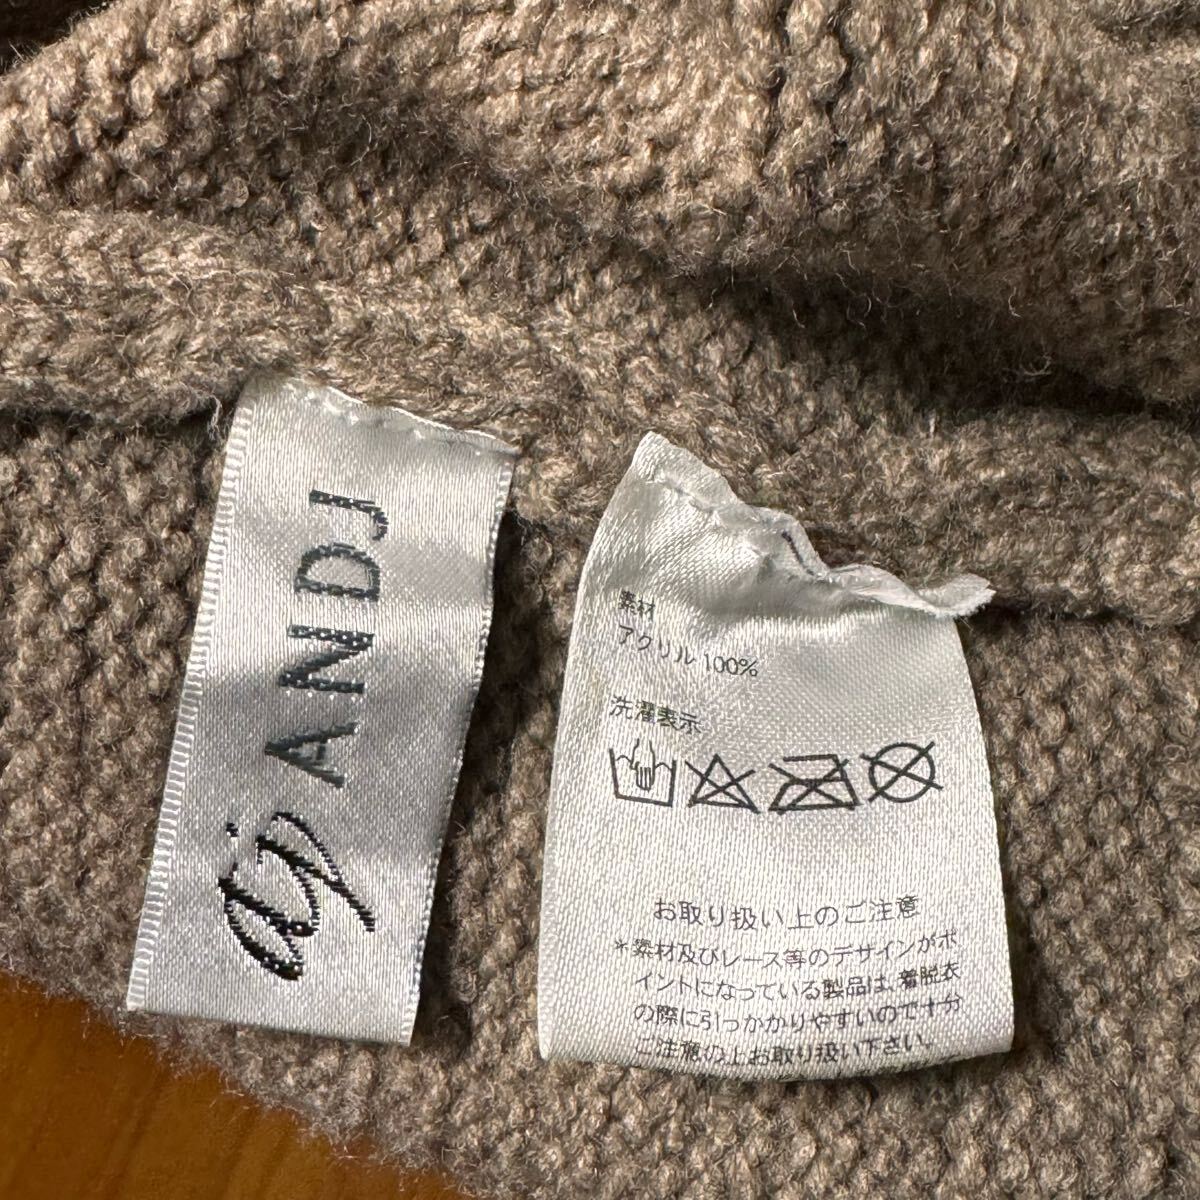 aj ANDJ
素材
アクリル 100%
洗濯表示
お取り扱い上のご注意
*素材及びレース等のデザインがポ
イントになっている製品は、着脱衣
の際に引っかかりやすいのです十分
ご注意の上お取り扱い下さい。